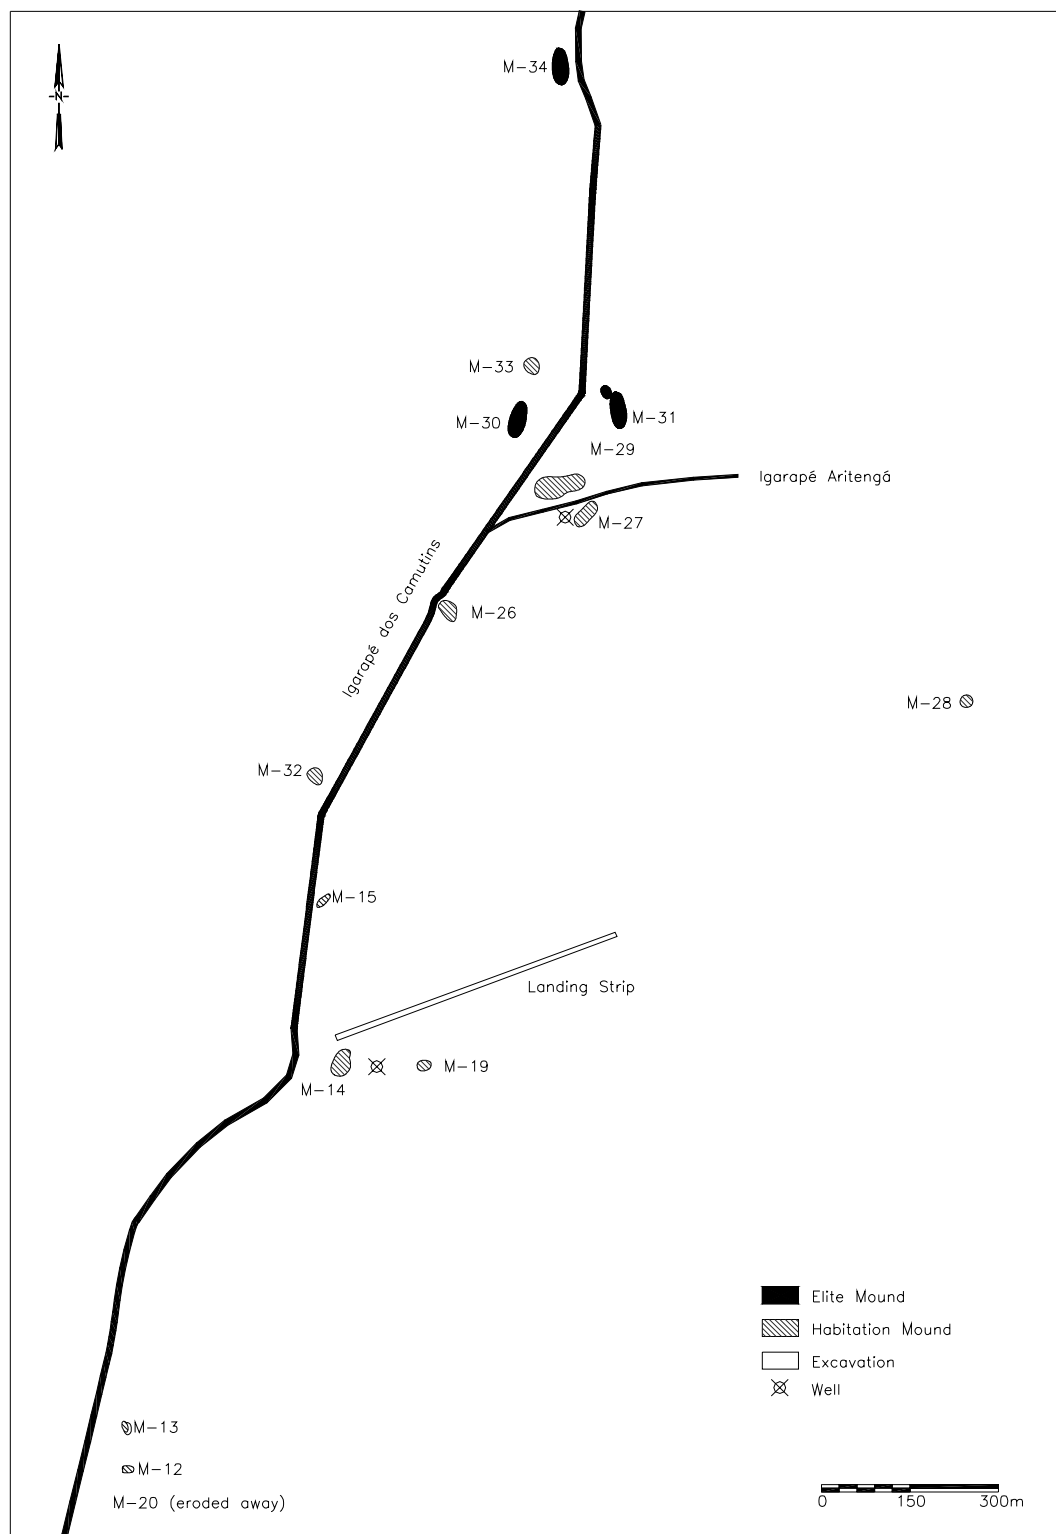 M-34
N
M-33
M-30
M-31
M-29
Igarapé Aritengá
M-27
Igarapé dos Camutins
M-26
M-28
M-32
M-15
Landing Strip
M-14
M-19
Elite Mound
Habitation Mound
Excavation
Well
M-13
M-12
M-20 (eroded away)
0 150 300m